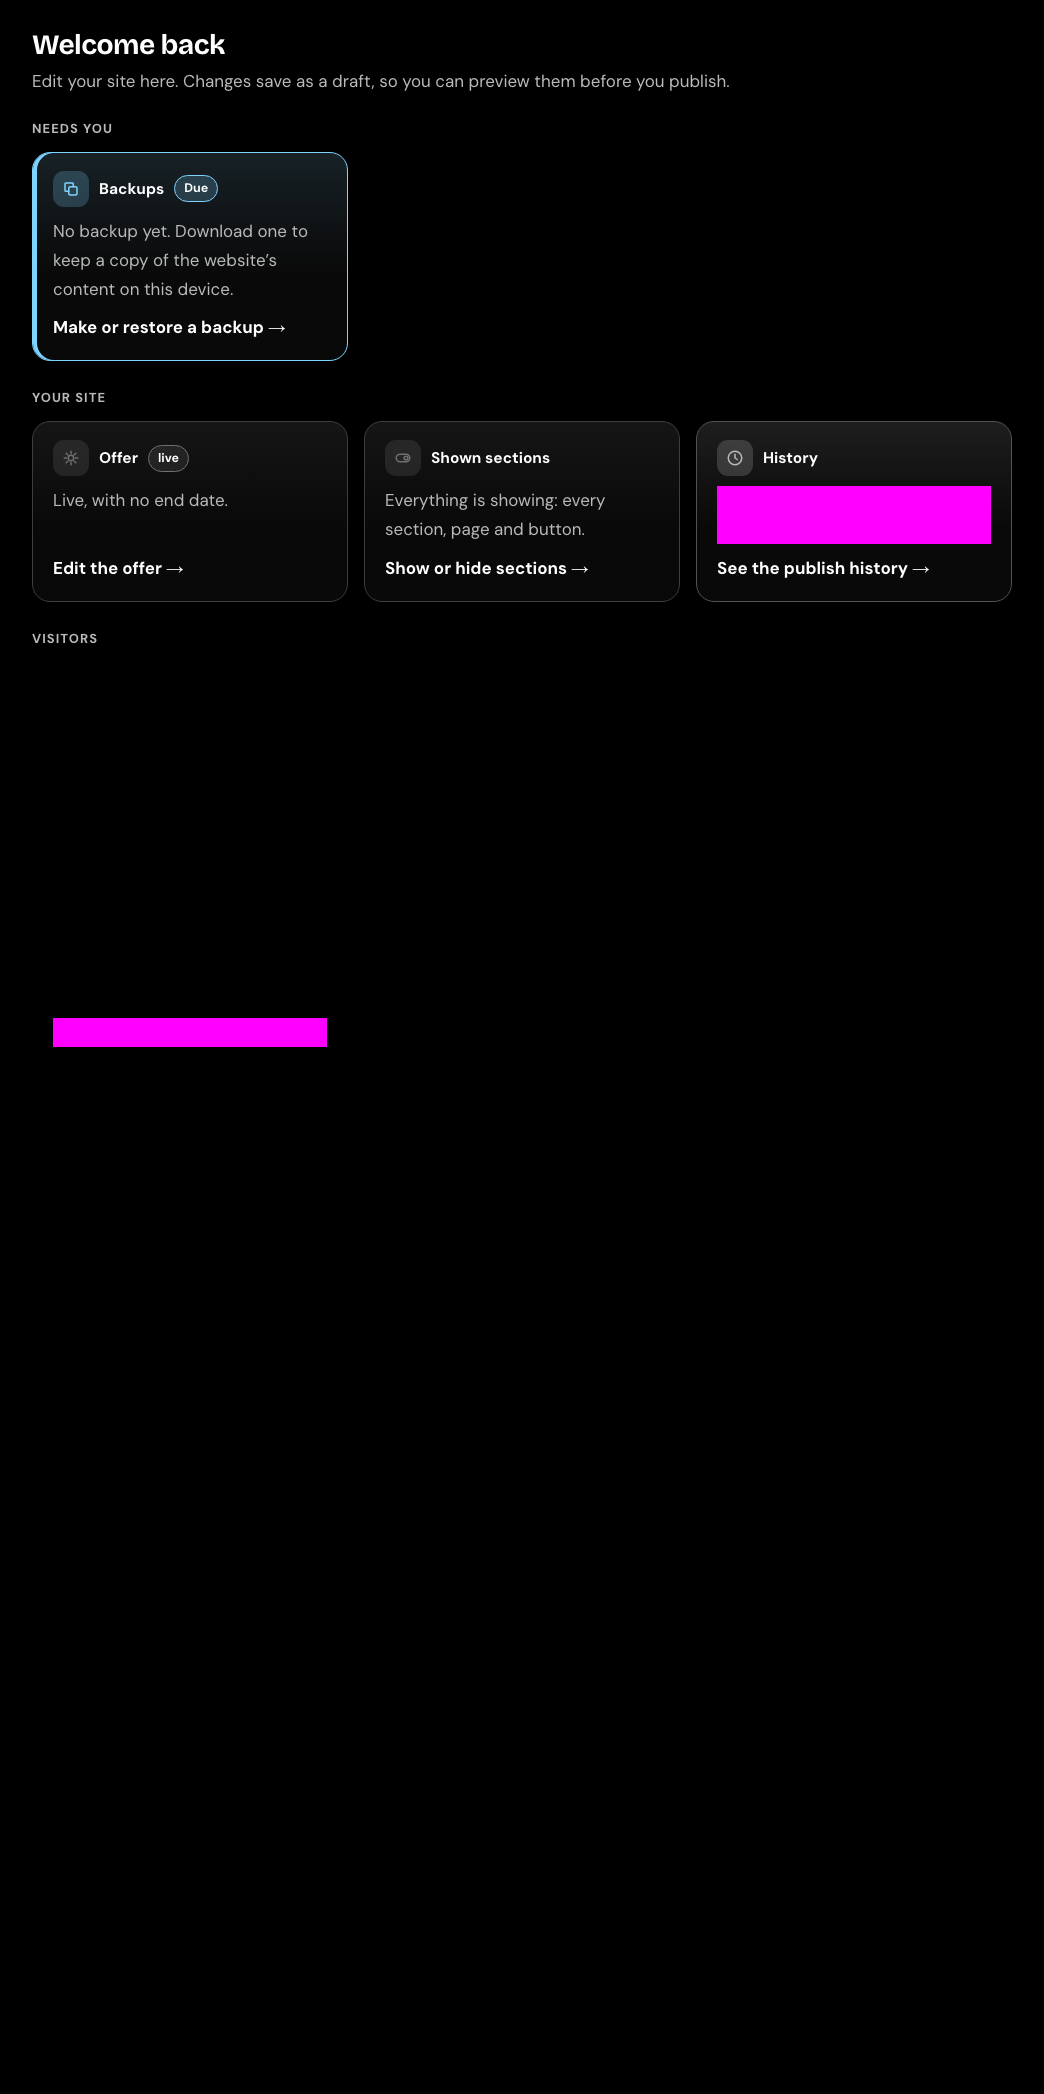 Welcome back
Edit your site here. Changes save as a draft, so you can preview them before you publish.
NEEDS YOU
Backups
Due
No backup yet. Download one to
keep a copy of the website’s
content on this device.
Make or restore a backup →
YOUR SITE
Offer
live
Live, with no end date.
Edit the offer →
Shown sections
Everything is showing: every
section, page and button.
Show or hide sections →
History
See the publish history →
VISITORS